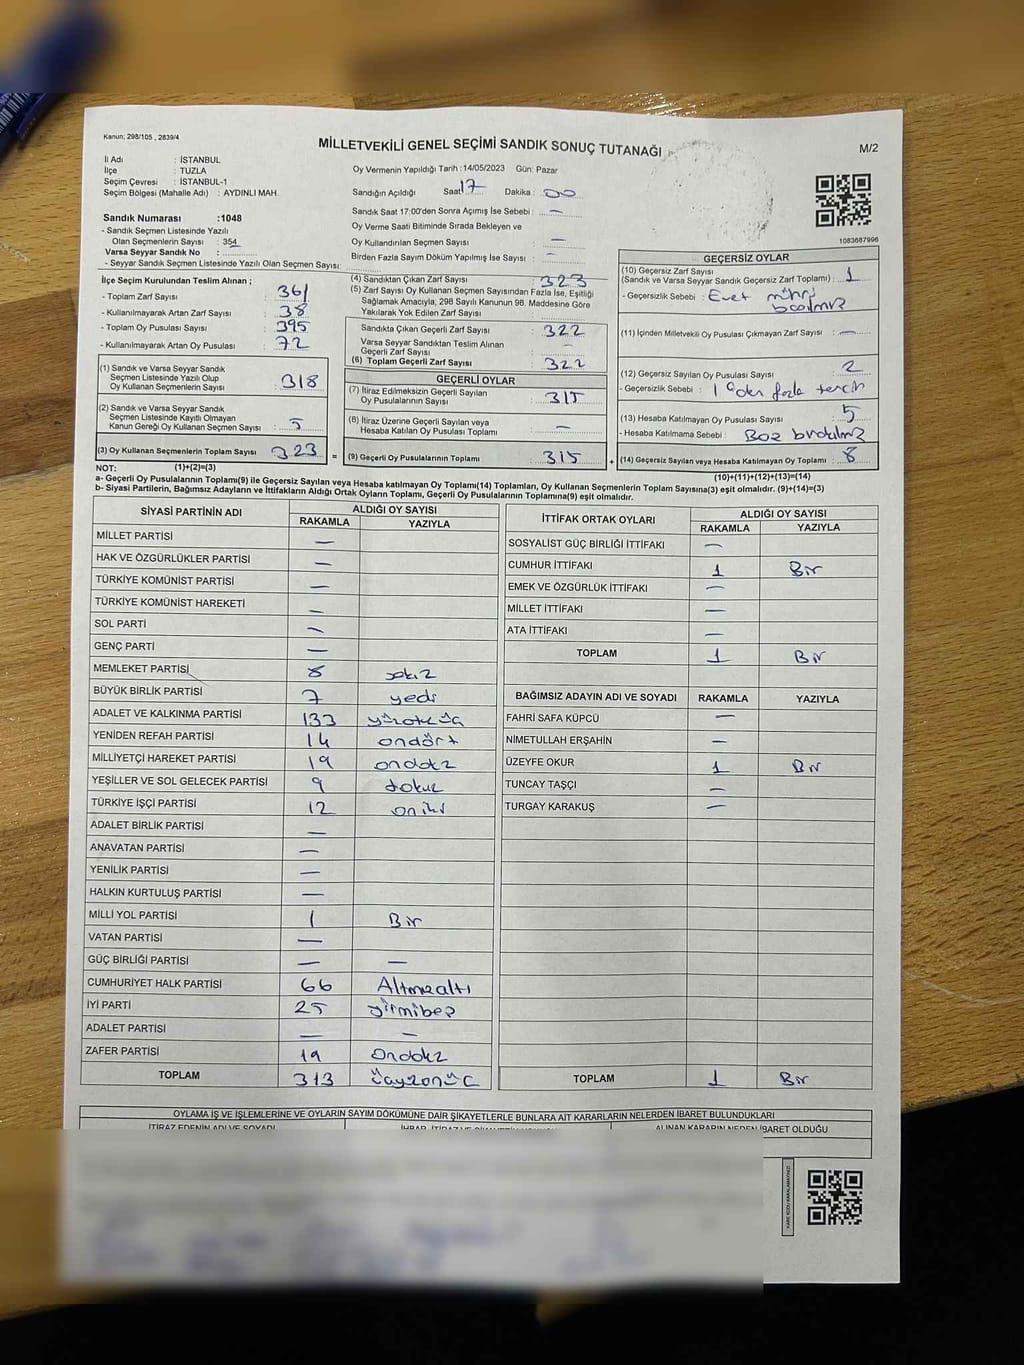 Kanun; 298/105 , 2839/4
MİLLETVEKİLİ GENEL SEÇİMİ SANDIK SONUÇ TUTANAĞI
M/2
İl Adı : İSTANBUL
İlçe : TUZLA
Seçim Çevresi : İSTANBUL-1
Seçim Bölgesi (Mahalle Adı) : AYDINLI MAH.
Sandık Numarası :1048
- Sandık Seçmen Listesinde Yazılı
Olan Seçmenlerin Sayısı : 354
Varsa Seyyar Sandık No :
- Seyyar Sandık Seçmen Listesinde Yazılı Olan Seçmen Sayısı:
Oy Vermenin Yapıldığı Tarih :14/05/2023 Gün: Pazar
Sandığın Açıldığı Saat 17 Dakika : 00
Sandık Saat 17:00'den Sonra Açımış İse Sebebi : —
Oy Verme Saati Bitiminde Sırada Bekleyen ve
Oy Kullandırılan Seçmen Sayısı : —
Birden Fazla Sayım Döküm Yapılmış İse Sayısı : —
1083687996
İlçe Seçim Kurulundan Teslim Alınan ;
- Toplam Zarf Sayısı : 361
- Kullanılmayarak Artan Zarf Sayısı : 38
- Toplam Oy Pusulası Sayısı : 395
- Kullanılmayarak Artan Oy Pusulası : 72
(1) Sandık ve Varsa Seyyar Sandık
Seçmen Listesinde Yazılı Olup
Oy Kullanan Seçmenlerin Sayısı : 318
(2) Sandık ve Varsa Seyyar Sandık
Seçmen Listesinde Kayıtlı Olmayan
Kanun Gereği Oy Kullanan Seçmen Sayısı : 5
(3) Oy Kullanan Seçmenlerin Toplam Sayısı : 323
(4) Sandıktan Çıkan Zarf Sayısı : 323
(5) Zarf Sayısı Oy Kullanan Seçmen Sayısından Fazla İse, Eşitliği
Sağlamak Amacıyla, 298 Sayılı Kanunun 98. Maddesine Göre
Yakılarak Yok Edilen Zarf Sayısı :
Sandıkta Çıkan Geçerli Zarf Sayısı : 322
Varsa Seyyar Sandıktan Teslim Alınan
Geçerli Zarf Sayısı : —
(6) Toplam Geçerli Zarf Sayısı : 322
GEÇERLİ OYLAR
(7) İtiraz Edilmeksizin Geçerli Sayılan
Oy Pusulalarının Sayısı : 315
(8) İtiraz Üzerine Geçerli Sayılan veya
Hesaba Katılan Oy Pusulası Toplamı : —
= (9) Geçerli Oy Pusulalarının Toplamı : 315
GEÇERSİZ OYLAR
(10) Geçersiz Zarf Sayısı
(Sandık ve Varsa Seyyar Sandık Geçersiz Zarf Toplamı) : 1
- Geçersizlik Sebebi : Evet mührü
basılmış
(11) İçinden Milletvekili Oy Pusulası Çıkmayan Zarf Sayısı : —
(12) Geçersiz Sayılan Oy Pusulası Sayısı : 2
- Geçersizlik Sebebi : 1'den fazla tercih
(13) Hesaba Katılmayan Oy Pusulası Sayısı : 5
- Hesaba Katılmama Sebebi : Boş bırakılmış
+ (14) Geçersiz Sayılan veya Hesaba Katılmayan Oy Toplamı : 8
NOT: (1)+(2)=(3) (10)+(11)+(12)+(13)=(14)
a- Geçerli Oy Pusulalarının Toplamı(9) ile Geçersiz Sayılan veya Hesaba katılmayan Oy Toplamı(14) Toplamları, Oy Kullanan Seçmenlerin Toplam Sayısına(3) eşit olmalıdır. (9)+(14)=(3)
b- Siyasi Partilerin, Bağımsız Adayların ve İttifakların Aldığı Ortak Oyların Toplamı, Geçerli Oy Pusulalarının Toplamına(9) eşit olmalıdır.
SİYASİ PARTİNİN ADI ALDIĞI OY SAYISI
RAKAMLA YAZIYLA
MİLLET PARTİSİ —
HAK VE ÖZGÜRLÜKLER PARTİSİ —
TÜRKİYE KOMÜNİST PARTİSİ —
TÜRKİYE KOMÜNİST HAREKETİ —
SOL PARTİ —
GENÇ PARTİ —
MEMLEKET PARTİSİ 8 sekiz
BÜYÜK BİRLİK PARTİSİ 7 yedi
ADALET VE KALKINMA PARTİSİ 133 yüzotuzüç
YENİDEN REFAH PARTİSİ 14 ondört
MİLLİYETÇİ HAREKET PARTİSİ 19 ondokz
YEŞİLLER VE SOL GELECEK PARTİSİ 9 dokuz
TÜRKİYE İŞÇİ PARTİSİ 12 oniki
ADALET BİRLİK PARTİSİ —
ANAVATAN PARTİSİ —
YENİLİK PARTİSİ —
HALKIN KURTULUŞ PARTİSİ —
MİLLİ YOL PARTİSİ 1 Bir
VATAN PARTİSİ —
GÜÇ BİRLİĞİ PARTİSİ — —
CUMHURİYET HALK PARTİSİ 66 Altmışaltı
İYİ PARTİ 25 yirmibeş
ADALET PARTİSİ — —
ZAFER PARTİSİ 19 Ondokz
TOPLAM 313 üçyüzonüç
İTTİFAK ORTAK OYLARI ALDIĞI OY SAYISI
RAKAMLA YAZIYLA
SOSYALİST GÜÇ BİRLİĞİ İTTİFAKI —
CUMHUR İTTİFAKI 1 Bir
EMEK VE ÖZGÜRLÜK İTTİFAKI —
MİLLET İTTİFAKI —
ATA İTTİFAKI —
TOPLAM 1 Bir
BAĞIMSIZ ADAYIN ADI VE SOYADI RAKAMLA YAZIYLA
FAHRİ SAFA KÜPCÜ —
NİMETULLAH ERŞAHİN —
ÜZEYFE OKUR 1 Bir
TUNCAY TAŞÇI —
TURGAY KARAKUŞ —
TOPLAM 1 Bir
OYLAMA İŞ VE İŞLEMLERİNE VE OYLARIN SAYIM DÖKÜMÜNE DAİR ŞİKAYETLERLE BUNLARA AİT KARARLARIN NELERDEN İBARET BULUNDUKLARI
İTİRAZ EDENİN ADI VE SOYADI ALINAN KARARIN NEDEN İBARET OLDUĞU
KARE KODU KARALAMAYINIZ!